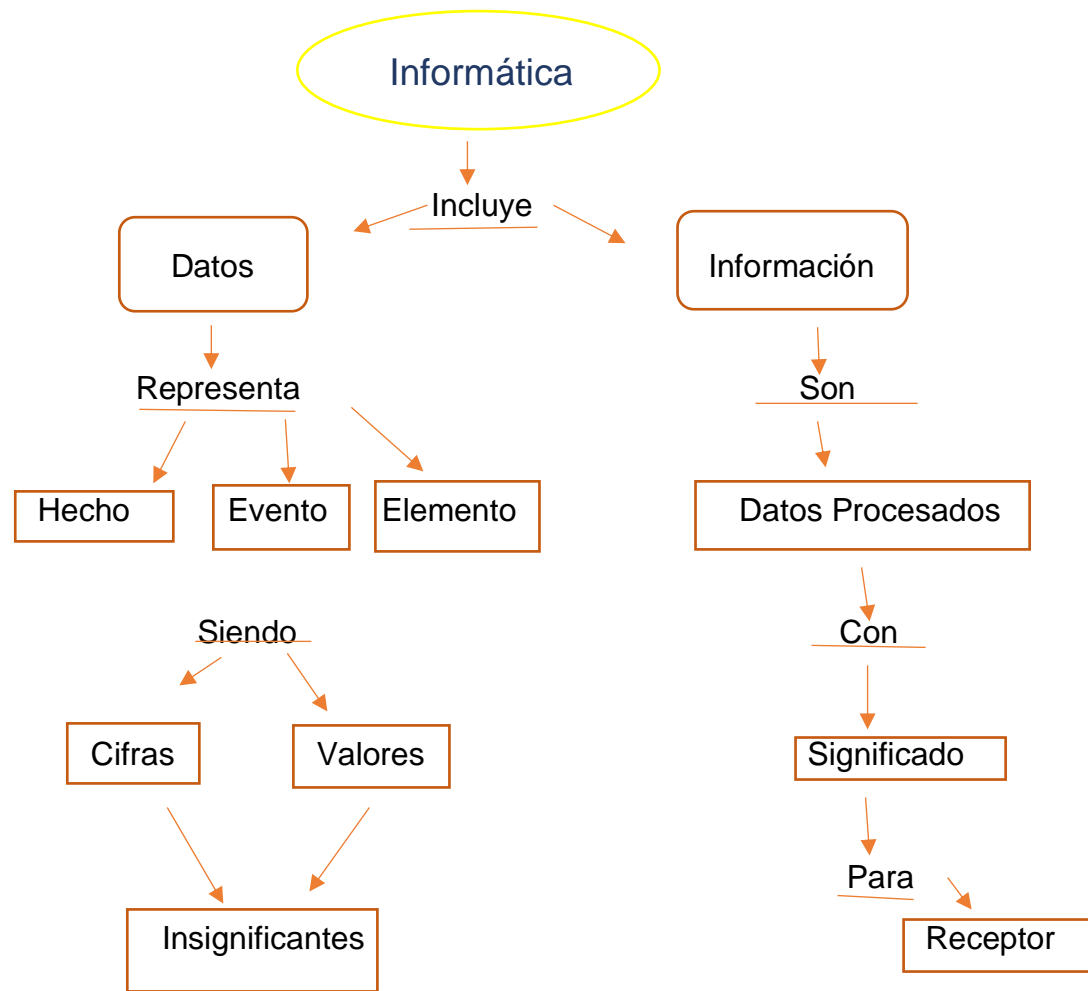 Informática
Incluye
Datos
Información
Representa
Son
Hecho
Evento
Elemento
Datos Procesados
Siendo
Con
Cifras
Valores
Significado
Para
Insignificantes
Receptor